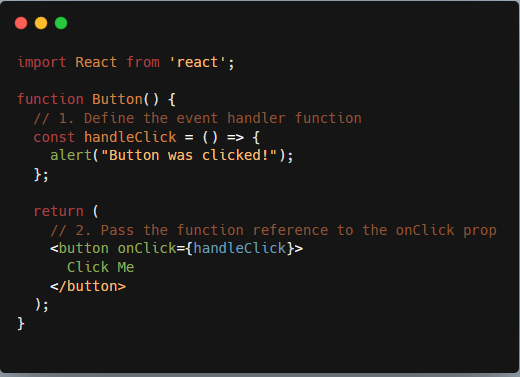 import React from 'react';
function Button() {
// 1. Define the event handler function
const handleClick = () => {
alert("Button was clicked!");
};
return (
// 2. Pass the function reference to the onClick prop
<button onClick={handleClick}>
Click Me
</button>
);
}